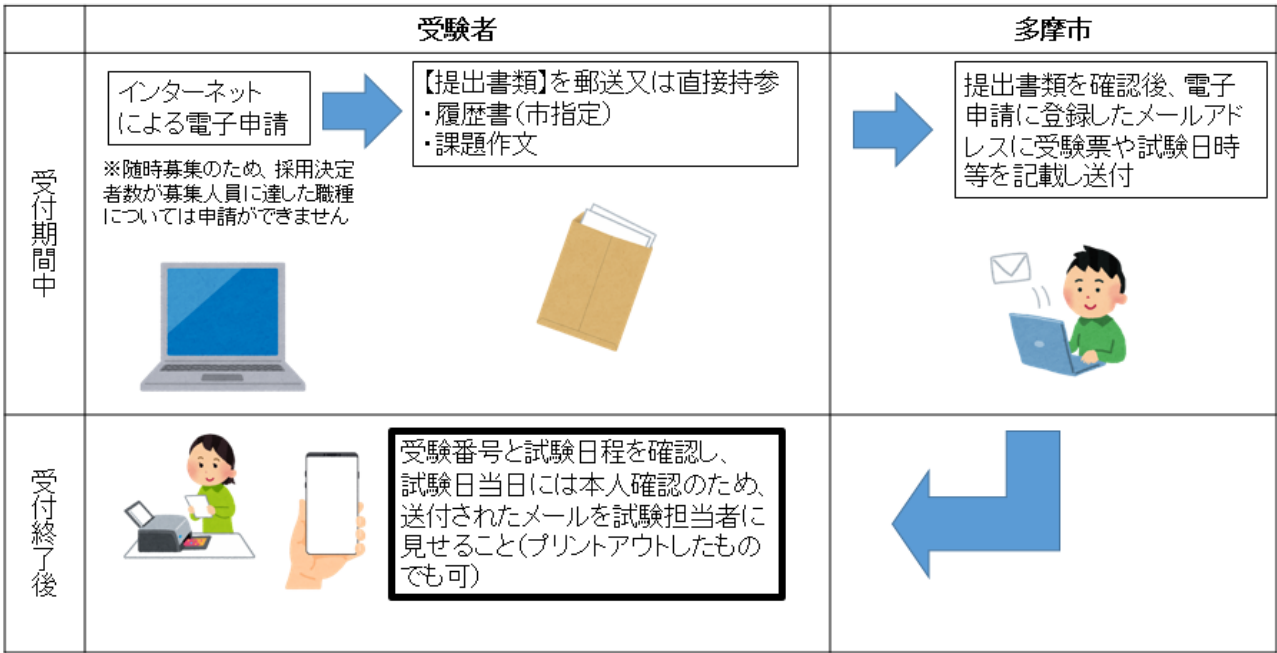 受験者
多摩市
受付期間中
インターネット
による電子申請
※随時募集のため、採用決定
者数が募集人員に達した職種
については申請ができません
【提出書類】を郵送又は直接持参
・履歴書(市指定)
・課題作文
提出書類を確認後、電子
申請に登録したメールアド
レスに受験票や試験日時
等を記載し送付
受付終了後
受験番号と試験日程を確認し、
試験日当日には本人確認のため、
送付されたメールを試験担当者に
見せること(プリントアウトしたもの
でも可)